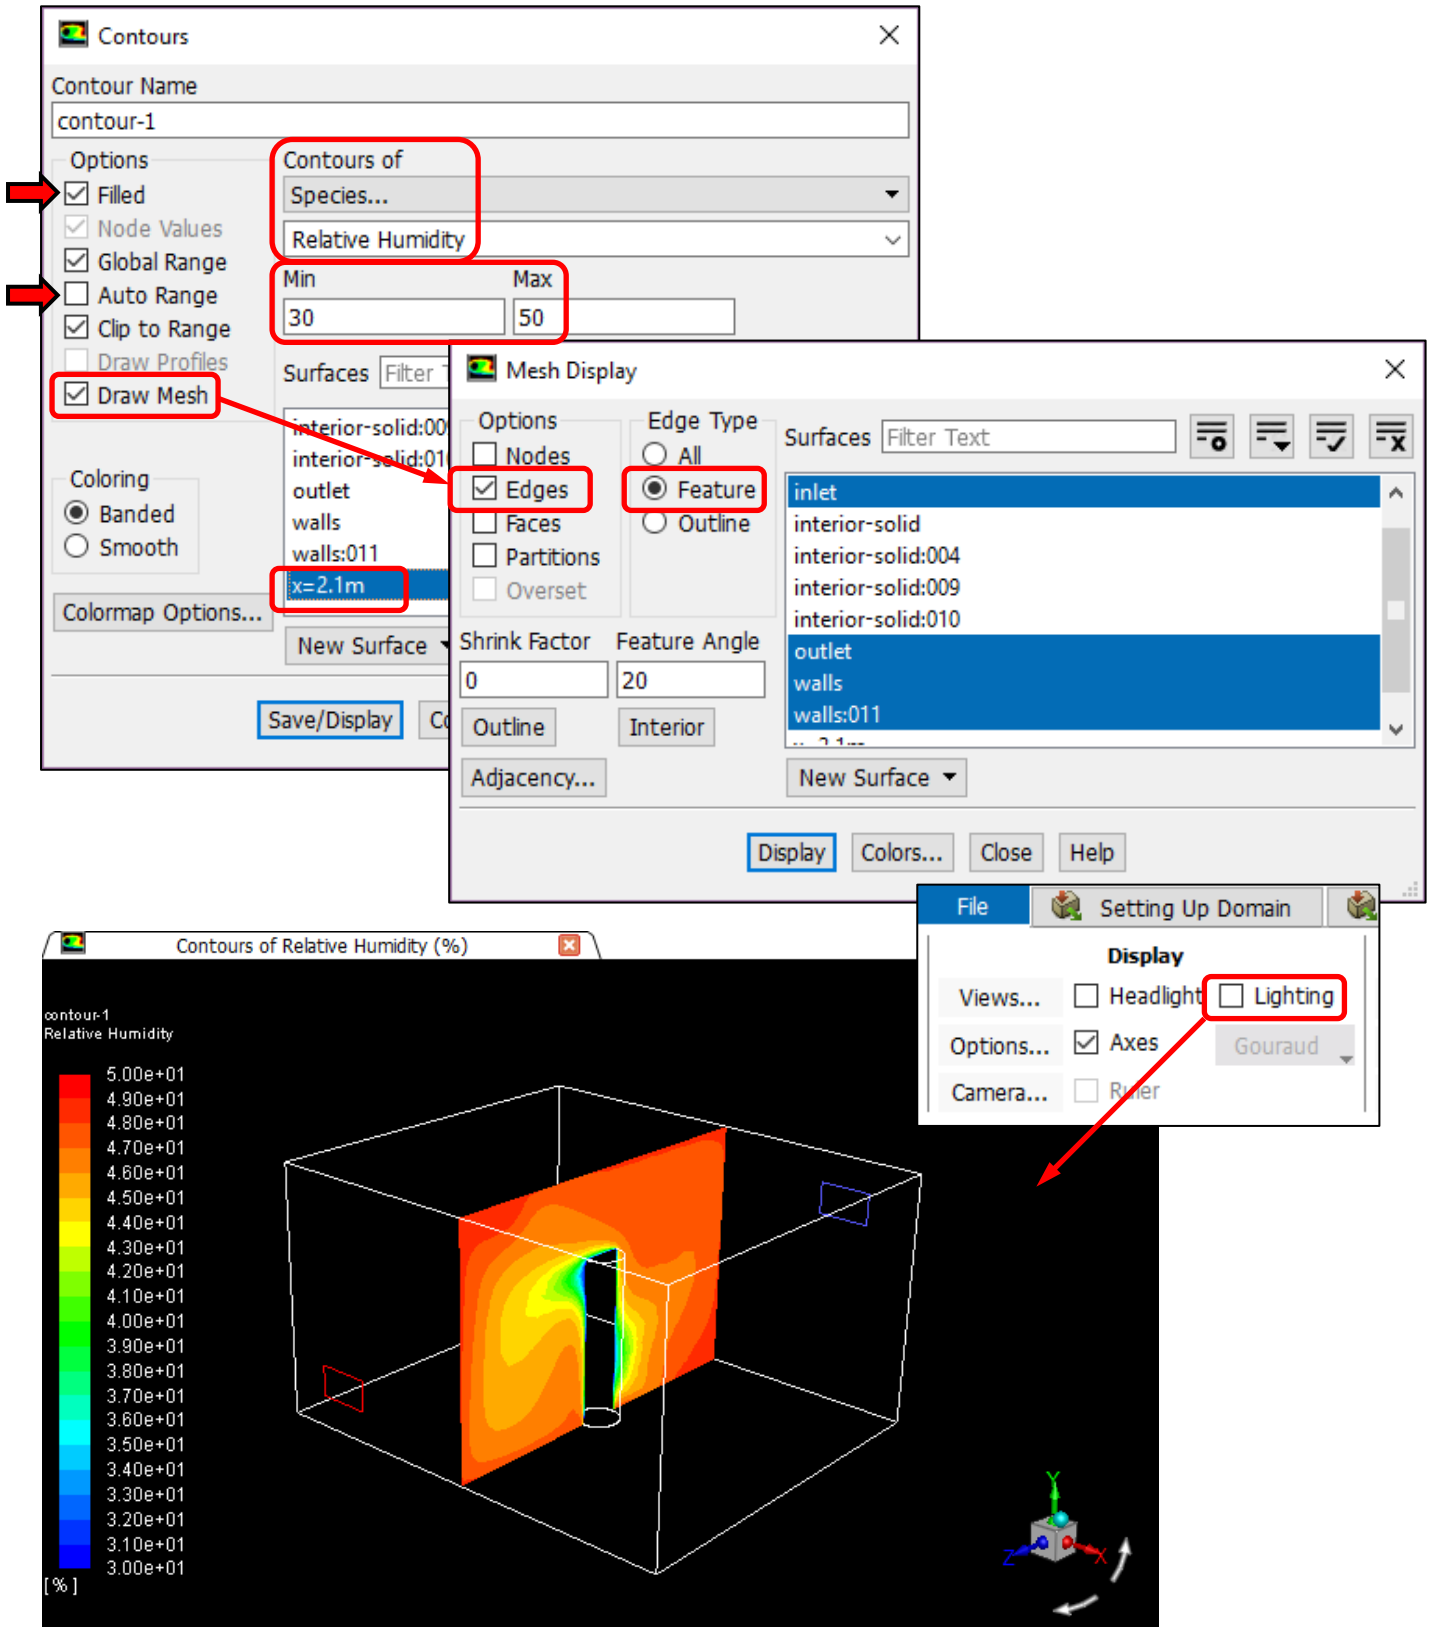 Contours
Contour Name
contour-1
Options
Filled
Node Values
Global Range
Auto Range
Clip to Range
Draw Profiles
Draw Mesh
Contours of
Species...
Relative Humidity
Min Max
30 50
Surfaces Filter
interior-solid:00
interior-solid:01
outlet
walls
walls:011
x=2.1m
Coloring
Banded
Smooth
Colormap Options...
New Surface
Save/Display
Mesh Display
Options
Nodes
Edges
Faces
Partitions
Overset
Edge Type
All
Feature
Outline
Shrink Factor Feature Angle
0 20
Outline Interior
Adjacency...
Surfaces Filter Text
inlet
interior-solid
interior-solid:004
interior-solid:009
interior-solid:010
outlet
walls
walls:011
New Surface
Display Colors... Close Help
File Setting Up Domain
Display
Views... Headlight Lighting
Options... Axes Gouraud
Camera... Ruler
Contours of Relative Humidity (%)
contour-1
Relative Humidity
5.00e+01
4.90e+01
4.80e+01
4.70e+01
4.60e+01
4.50e+01
4.40e+01
4.30e+01
4.20e+01
4.10e+01
4.00e+01
3.90e+01
3.80e+01
3.70e+01
3.60e+01
3.50e+01
3.40e+01
3.30e+01
3.20e+01
3.10e+01
3.00e+01
[%]
Y
Z X